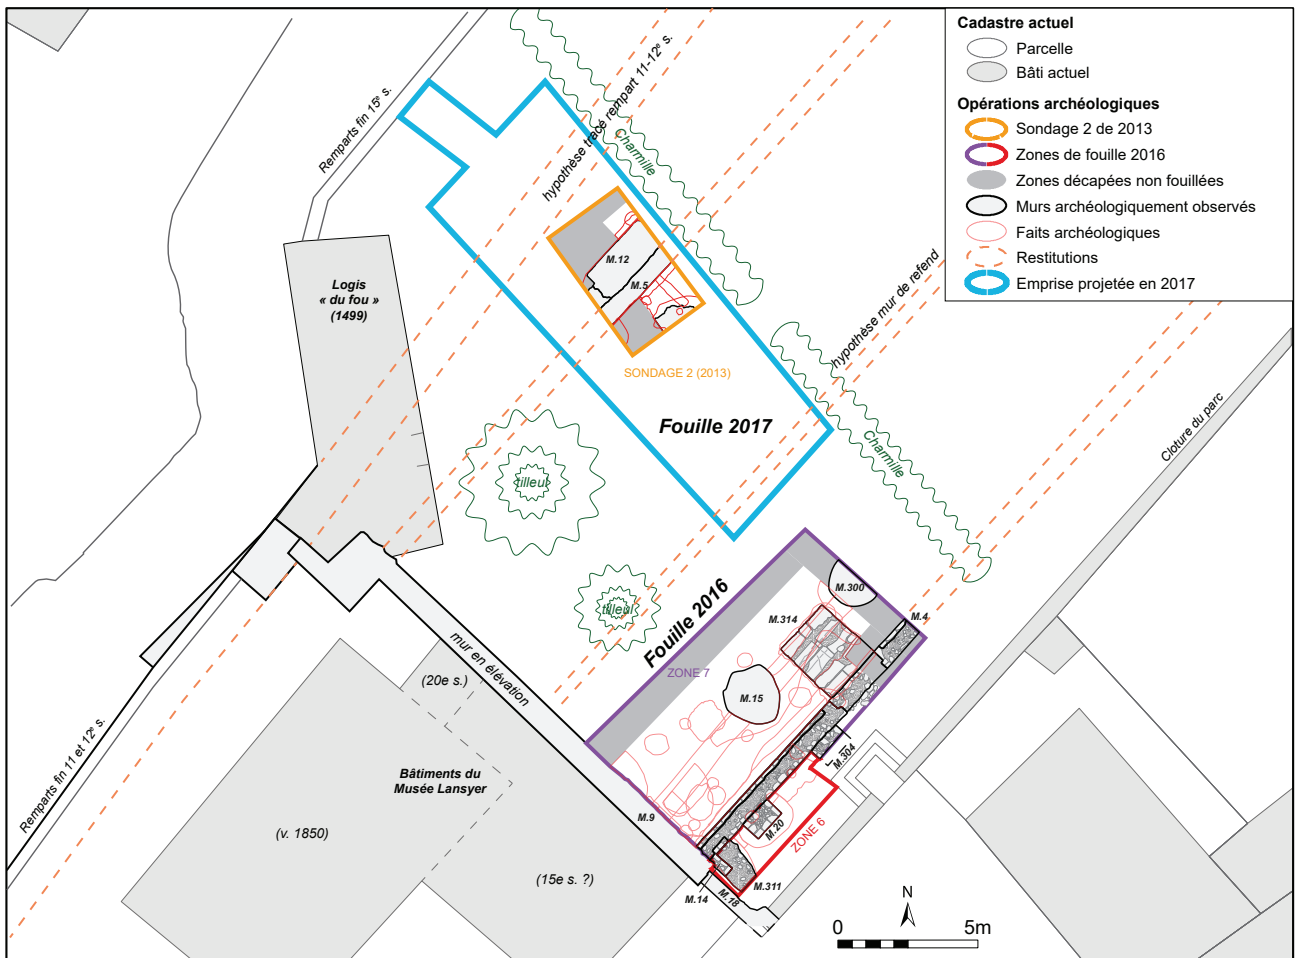 Cadastre actuel
Parcelle
Bâti actuel
Opérations archéologiques
Sondage 2 de 2013
Zones de fouille 2016
Zones décapées non fouillées
Murs archéologiquement observés
Faits archéologiques
Restitutions
Emprise projetée en 2017
Remparts fin 15e s.
hypothèse tracé rempart 11-12e s.
Charmille
hypothèse mur de refend
Charmille
Cloture du parc
Logis
« du fou »
(1499)
M.12
M.5
SONDAGE 2 (2013)
Fouille 2017
tilleul
tilleul
Fouille 2016
ZONE 7
M.300
M.314
M.4
M.15
M.304
M.20
ZONE 6
M.9
M.311
M.14
M.18
mur en élévation
(20e s.)
Bâtiments du
Musée Lansyer
(v. 1850)
(15e s. ?)
Remparts fin 11 et 12e s.
N
0
5m